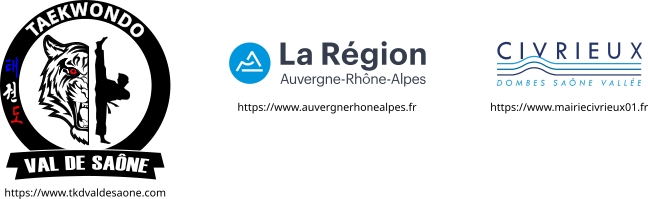 TAEKWONDO
태
권
도
VAL DE SAÔNE
https://www.tkdvaldesaone.com
La Région
Auvergne-Rhône-Alpes
https://www.auvergnerhonealpes.fr
CIVRIEUX
DOMBES SAÔNE VALLÉE
https://www.mairiecivrieux01.fr